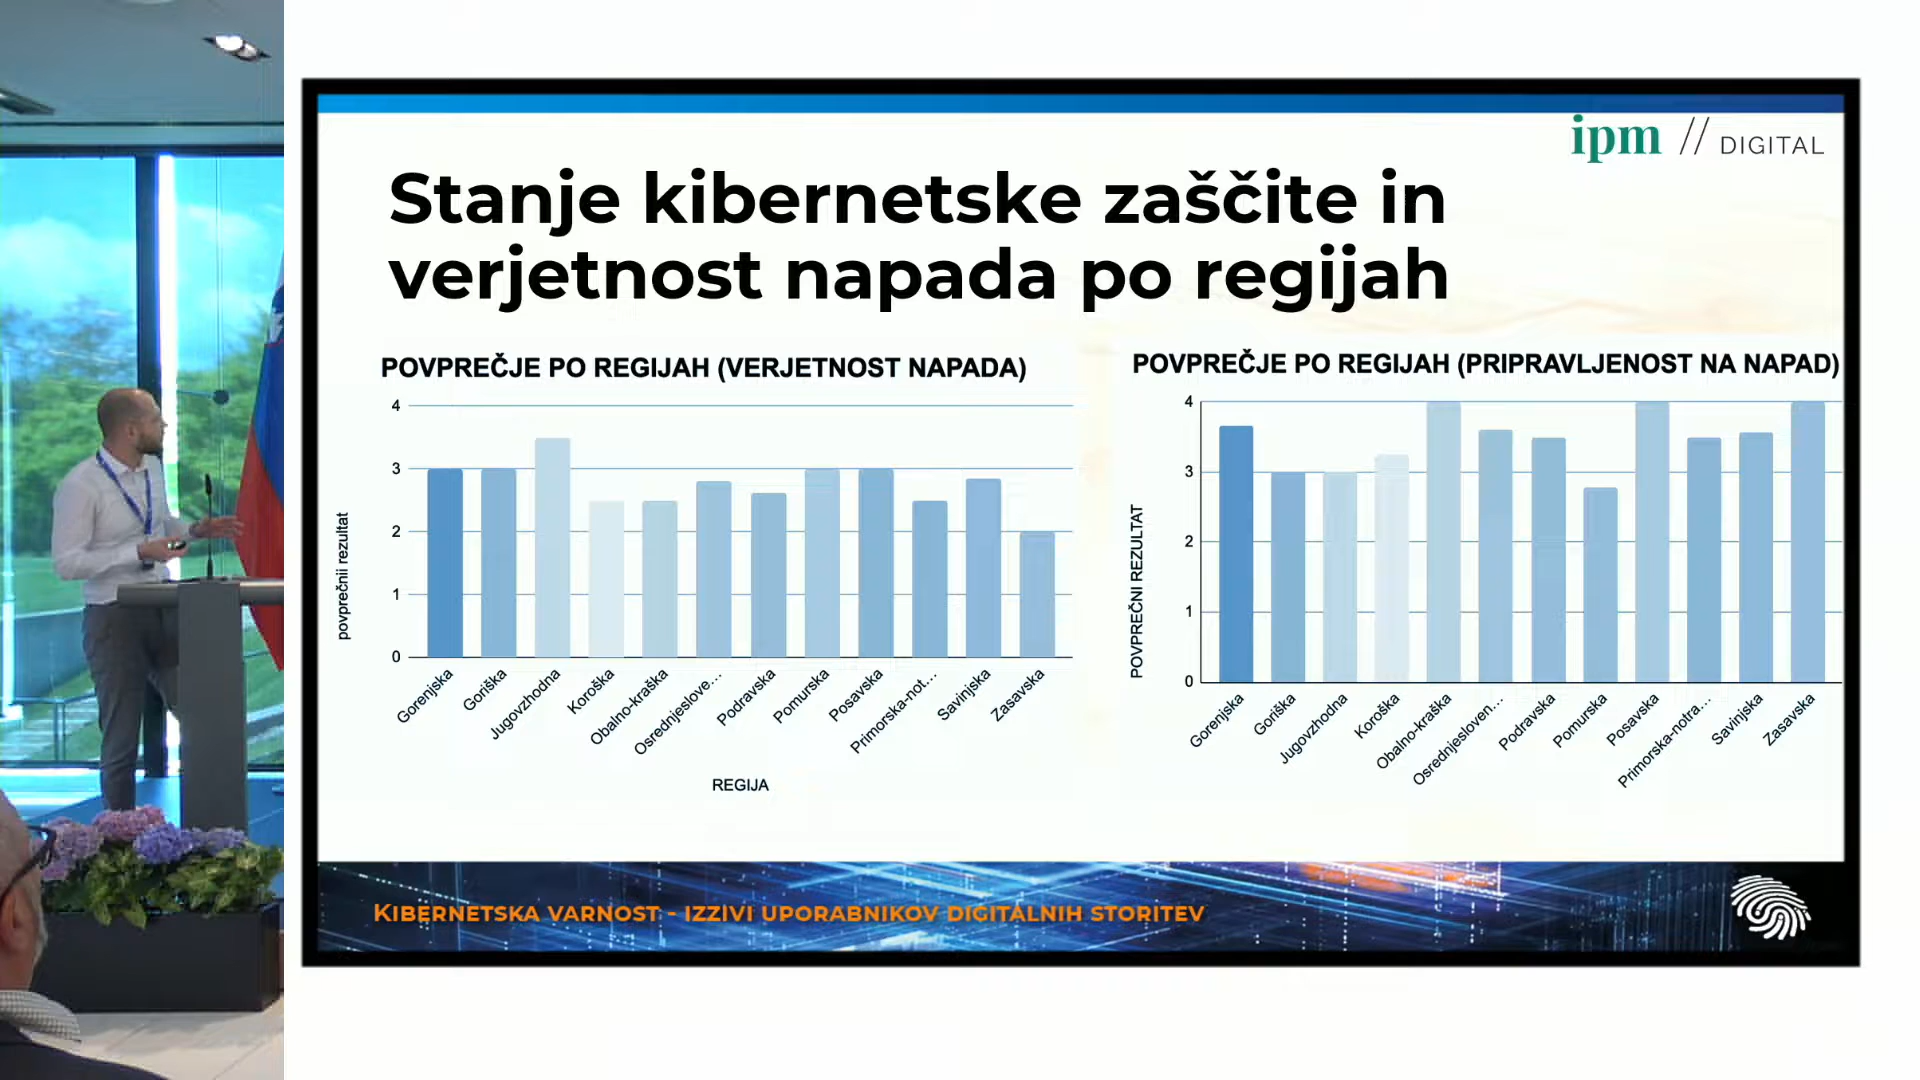 ipm // DIGITAL
Stanje kibernetske zaščite in
verjetnost napada po regijah
POVPREČJE PO REGIJAH (VERJETNOST NAPADA)
4
3
2
1
0
povprečni rezultat
Gorenjska
Goriška
Jugovzhodna
Koroška
Obalno-kraška
Osrednjeslove...
Podravska
Pomurska
Posavska
Primorska-not...
Savinjska
Zasavska
REGIJA
POVPREČJE PO REGIJAH (PRIPRAVLJENOST NA NAPAD)
4
3
2
1
0
POVPREČNI REZULTAT
Gorenjska
Goriška
Jugovzhodna
Koroška
Obalno-kraška
Osrednjesloven...
Podravska
Pomurska
Posavska
Primorska-notra...
Savinjska
Zasavska
KIBERNETSKA VARNOST - IZZIVI UPORABNIKOV DIGITALNIH STORITEV